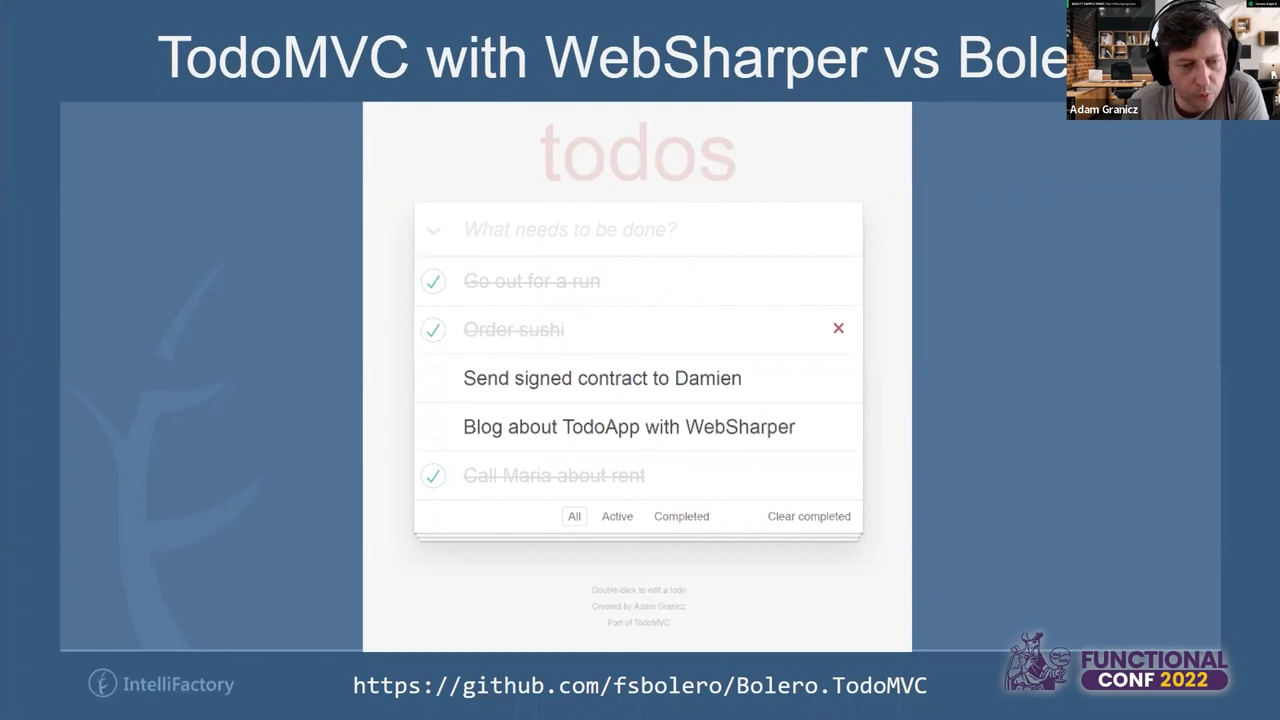 TodoMVC with WebSharper vs Bole
Adam Granicz
todos
What needs to be done?
Go out for a run
Order sushi
Send signed contract to Damien
Blog about TodoApp with WebSharper
Call Maria about rent
All Active Completed Clear completed
Double-click to edit a todo
Created by Adam Granicz
Part of TodoMVC
IntelliFactory
https://github.com/fsbolero/Bolero.TodoMVC
FUNCTIONAL
CONF 2022